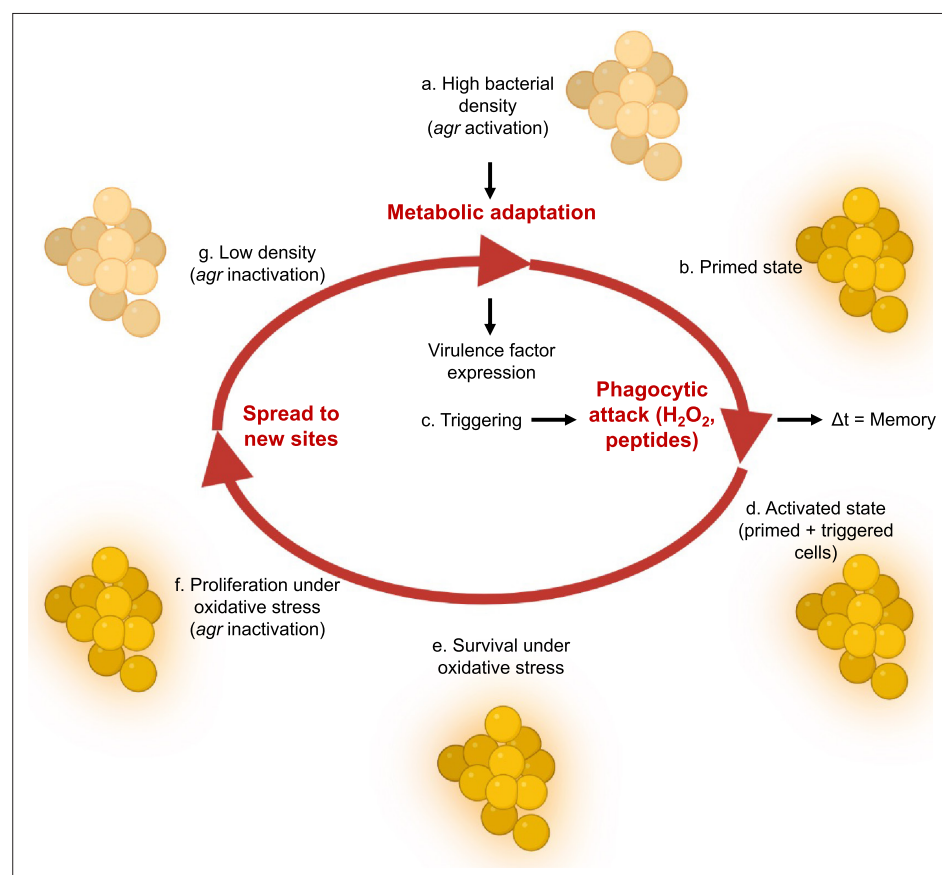 a. High bacterial
density
(agr activation)
Metabolic adaptation
g. Low density
(agr inactivation)
b. Primed state
Virulence factor
expression
c. Triggering
Phagocytic
attack (H₂O₂,
peptides)
Δt = Memory
Spread to
new sites
d. Activated state
(primed + triggered
cells)
f. Proliferation under
oxidative stress
(agr inactivation)
e. Survival under
oxidative stress